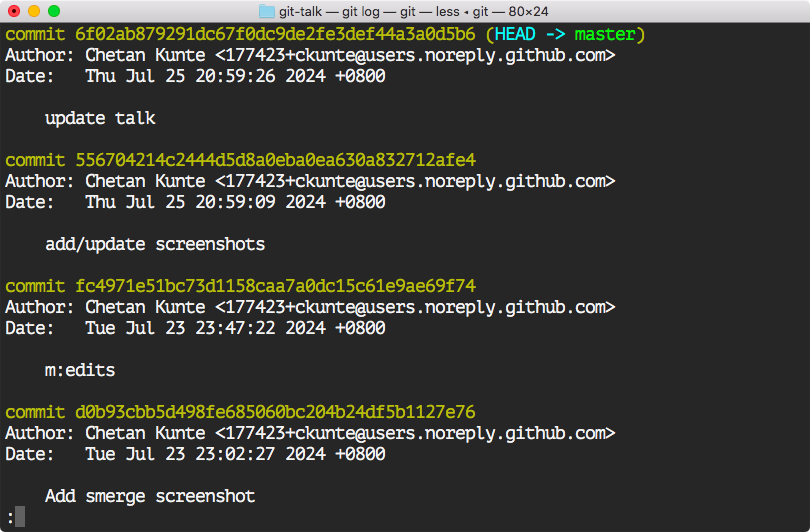 git-talk — git log — git — less ◂ git — 80×24
commit 6f02ab879291dc67f0dc9de2fe3def44a3a0d5b6 (HEAD -> master)
Author: Chetan Kunte <177423+ckunte@users.noreply.github.com>
Date:   Thu Jul 25 20:59:26 2024 +0800
update talk
commit 556704214c2444d5d8a0eba0ea630a832712afe4
Author: Chetan Kunte <177423+ckunte@users.noreply.github.com>
Date:   Thu Jul 25 20:59:09 2024 +0800
add/update screenshots
commit fc4971e51bc73d1158caa7a0dc15c61e9ae69f74
Author: Chetan Kunte <177423+ckunte@users.noreply.github.com>
Date:   Tue Jul 23 23:47:22 2024 +0800
m:edits
commit d0b93cbb5d498fe685060bc204b24df5b1127e76
Author: Chetan Kunte <177423+ckunte@users.noreply.github.com>
Date:   Tue Jul 23 23:02:27 2024 +0800
Add smerge screenshot
: